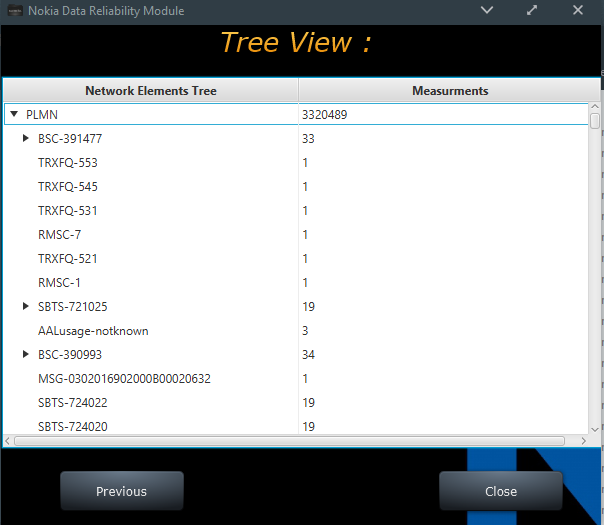 Nokia Data Reliability Module
Tree View :
Network Elements Tree Measurments
PLMN 3320489
BSC-391477 33
TRXFQ-553 1
TRXFQ-545 1
TRXFQ-531 1
RMSC-7 1
TRXFQ-521 1
RMSC-1 1
SBTS-721025 19
AALusage-notknown 3
BSC-390993 34
MSG-0302016902000B00020632 1
SBTS-724022 19
SBTS-724020 19
Previous Close